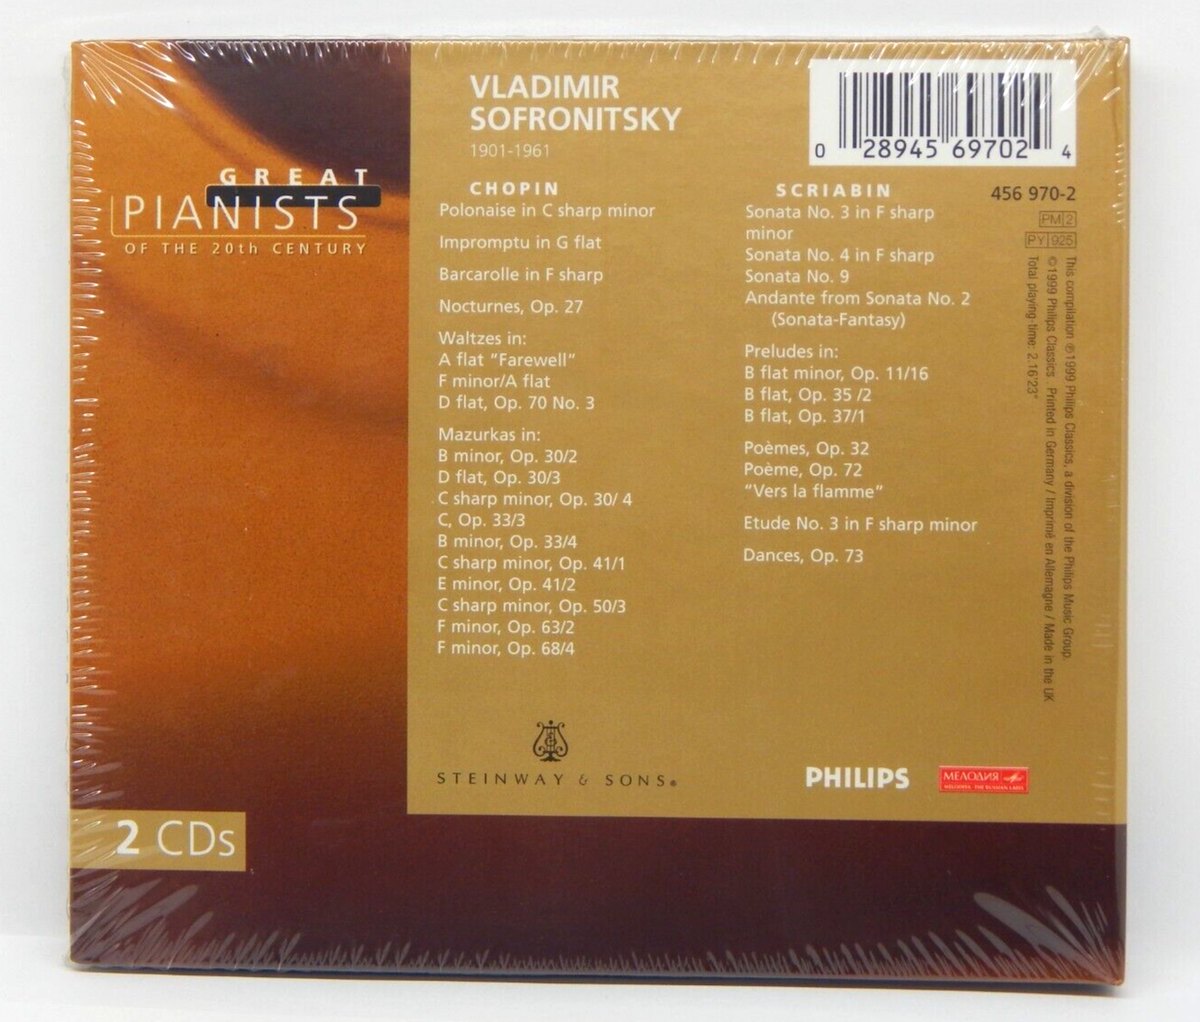 GREAT
PIANISTS
OF THE 20th CENTURY
2 CDs
VLADIMIR
SOFRONITSKY
1901-1961
0 28945 69702 4
456 970-2
PM 2
PY 925
CHOPIN
Polonaise in C sharp minor
Impromptu in G flat
Barcarolle in F sharp
Nocturnes, Op. 27
Waltzes in:
A flat “Farewell”
F minor/A flat
D flat, Op. 70 No. 3
Mazurkas in:
B minor, Op. 30/2
D flat, Op. 30/3
C sharp minor, Op. 30/ 4
C, Op. 33/3
B minor, Op. 33/4
C sharp minor, Op. 41/1
E minor, Op. 41/2
C sharp minor, Op. 50/3
F minor, Op. 63/2
F minor, Op. 68/4
SCRIABIN
Sonata No. 3 in F sharp
minor
Sonata No. 4 in F sharp
Sonata No. 9
Andante from Sonata No. 2
(Sonata-Fantasy)
Preludes in:
B flat minor, Op. 11/16
B flat, Op. 35 /2
B flat, Op. 37/1
Poèmes, Op. 32
Poème, Op. 72
“Vers la flamme”
Etude No. 3 in F sharp minor
Dances, Op. 73
This compilation ℗1999 Philips Classics, a division of the Philips Music Group.
©1999 Philips Classics Printed in Germany / Imprimé en Allemagne / Made in the UK
Total playing-time: 2.16'23"
STEINWAY & SONS®
PHILIPS
МЕЛОДИЯ
MELODIYA · THE RUSSIAN LABEL